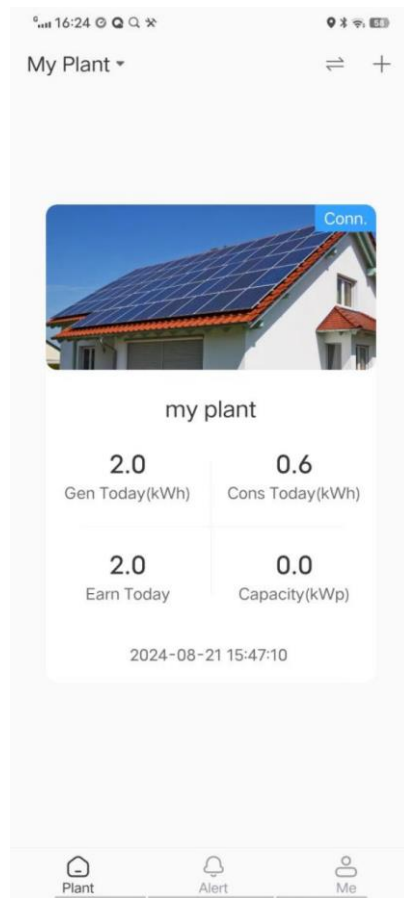 16:24
My Plant
Conn.
my plant
2.0 0.6
Gen Today(kWh) Cons Today(kWh)
2.0 0.0
Earn Today Capacity(kWp)
2024-08-21 15:47:10
Plant Alert Me